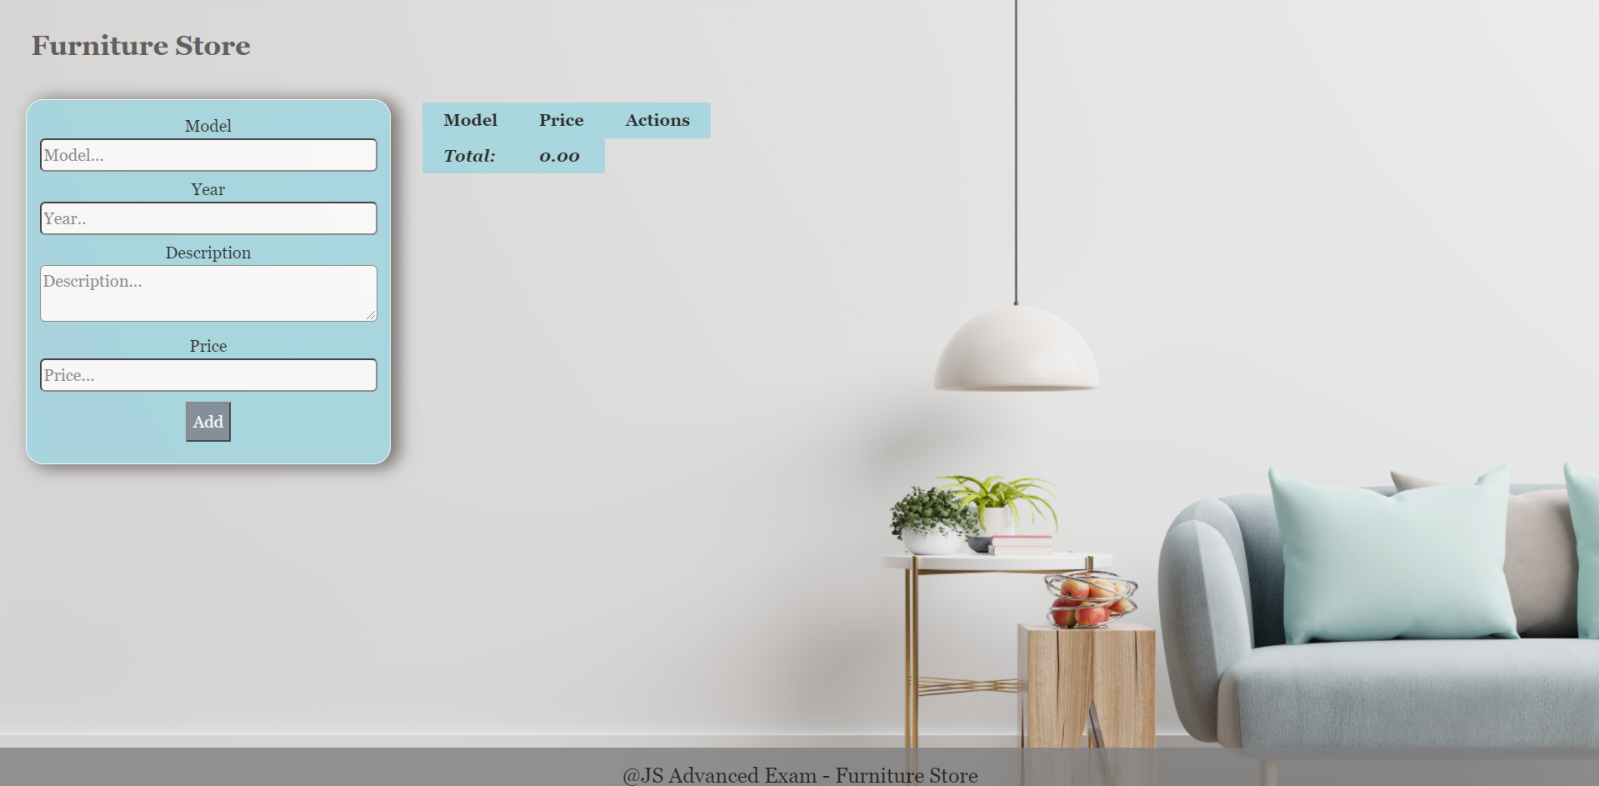 Furniture Store
Model
Model...
Year
Year..
Description
Description...
Price
Price...
Add
Model Price Actions
Total: 0.00
@JS Advanced Exam - Furniture Store